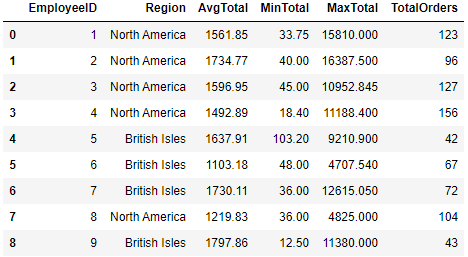 EmployeeID Region AvgTotal MinTotal MaxTotal TotalOrders
0 1 North America 1561.85 33.75 15810.000 123
1 2 North America 1734.77 40.00 16387.500 96
2 3 North America 1596.95 45.00 10952.845 127
3 4 North America 1492.89 18.40 11188.400 156
4 5 British Isles 1637.91 103.20 9210.900 42
5 6 British Isles 1103.18 48.00 4707.540 67
6 7 British Isles 1730.11 36.00 12615.050 72
7 8 North America 1219.83 36.00 4825.000 104
8 9 British Isles 1797.86 12.50 11380.000 43